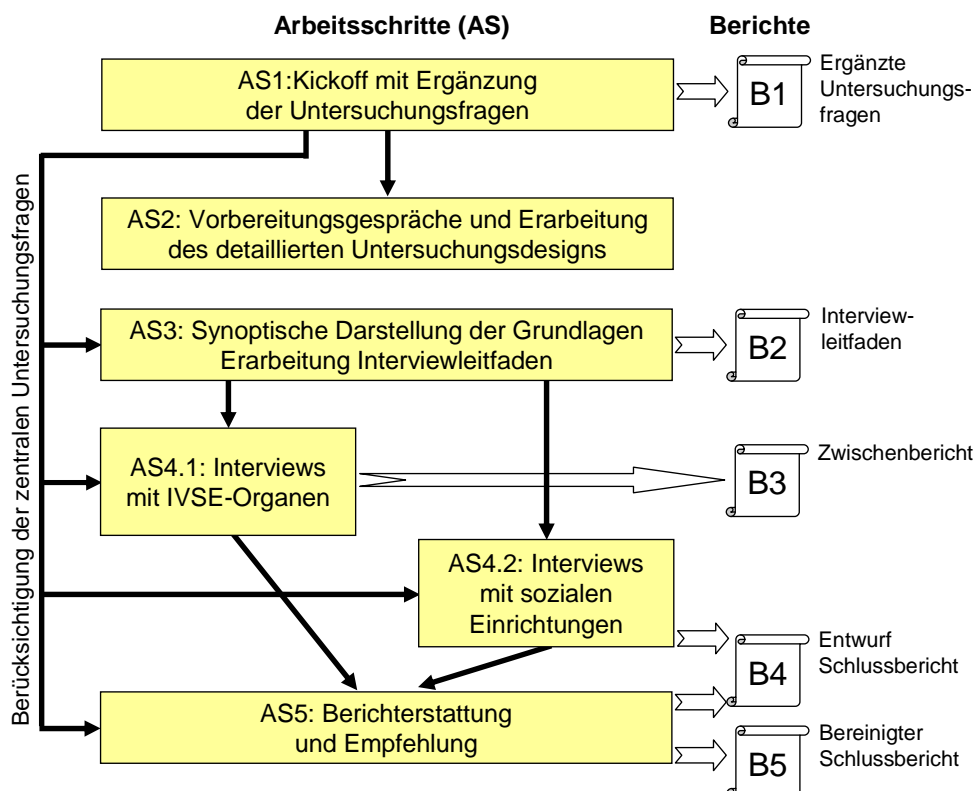 Arbeitsschritte (AS)
Berichte
AS1:Kickoff mit Ergänzung
der Untersuchungsfragen
B1
Ergänzte
Untersuchungs-
fragen
Berücksichtigung der zentralen Untersuchungsfragen
AS2: Vorbereitungsgespräche und Erarbeitung
des detaillierten Untersuchungsdesigns
AS3: Synoptische Darstellung der Grundlagen
Erarbeitung Interviewleitfaden
B2
Interview-
leitfaden
AS4.1: Interviews
mit IVSE-Organen
B3
Zwischenbericht
AS4.2: Interviews
mit sozialen
Einrichtungen
B4
Entwurf
Schlussbericht
AS5: Berichterstattung
und Empfehlung
B5
Bereinigter
Schlussbericht